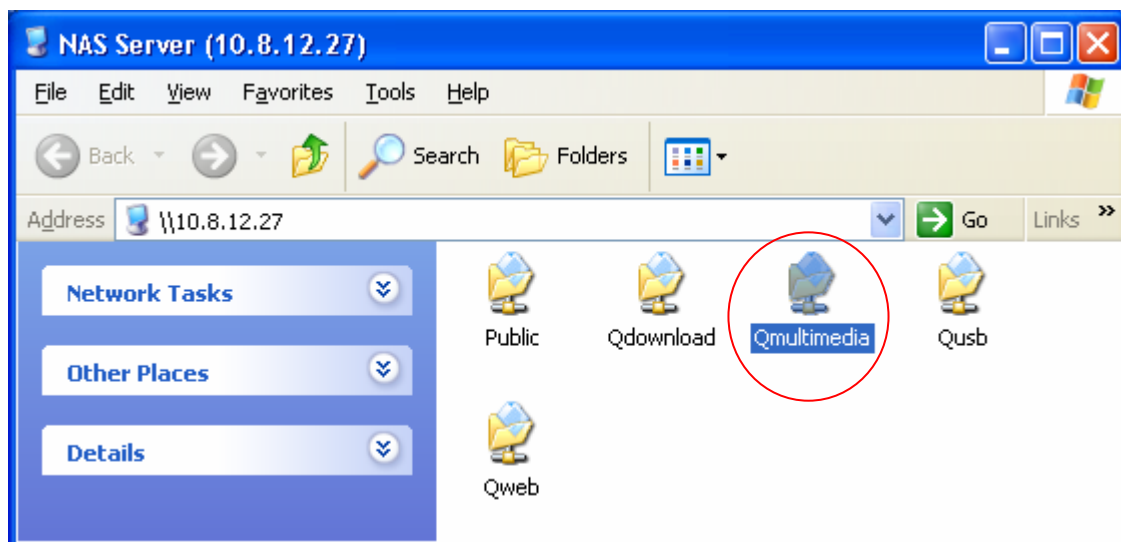 NAS Server (10.8.12.27)
File Edit View Favorites Tools Help
Back Search Folders
Address \\10.8.12.27 Go Links »
Network Tasks
Other Places
Details
Public Qdownload Qmultimedia Qusb
Qweb